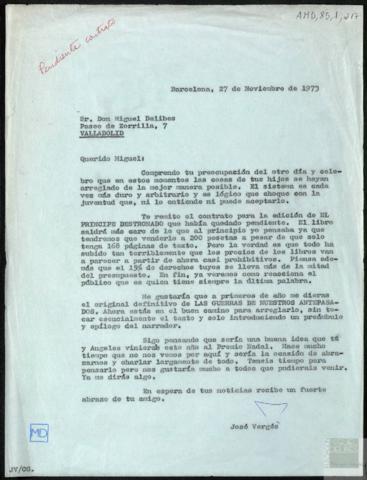 AMD,85,1,217
Pendiente contrato
Barcelona, 27 de Noviembre de 1973
Sr. Don Miguel Delibes
Paseo de Zorrilla, 7
VALLADOLID
Querido Miguel:
Comprendo tu preocupación del otro día y cele-
bro que en estos momentos las cosas de tus hijos se hayan
arreglado de la mejor manera posible. El sistema es cada
vez más duro y arbitrario y es lógico que choque con la
juventud que, ni lo entiende ni puede aceptarlo.
Te remito el contrato para la edición de EL
PRINCIPE DESTRONADO que había quedado pendiente. El libro
saldrá más caro de lo que al principio yo pensaba ya que
tendremos que venderlo a 200 pesetas a pesar de que solo
tenga 168 páginas de texto. Pero la verdad es que todo ha
subido tan terriblemente que los precios de los libros van
a parecer a partir de ahora casi prohibitivos. Piensa ade-
más que el 15% de derechos tuyos se lleva más de la mitad
del presupuesto. En fin, ya veremos como reacciona el
público que es quien tiene siempre la última palabra.
Me gustaría que a primeros de año me dieras
el original definitivo de LAS GUERRAS DE NUESTROS ANTEPASA-
DOS. Ahora estás en el buen camino para arreglarlo, sin to-
car esencialmente el texto y solo introduciendo un preámbulo
y epílogo del narrador.
Sigo pensando que sería una buena idea que tú
y Angeles vinierais este año al Premio Nadal. Hace mucho
tiempo que no nos vemos por aquí y sería la ocasión de abra-
zarnos y charlar largamente de todo. Teneis tiempo para
pensarlo pero nos gustaría mucho a todos que pudierais venir.
Ya me dirás algo.
En espera de tus noticias recibe un fuerte
abrazo de tu amigo.
José Vergés
MD
JV/OS.